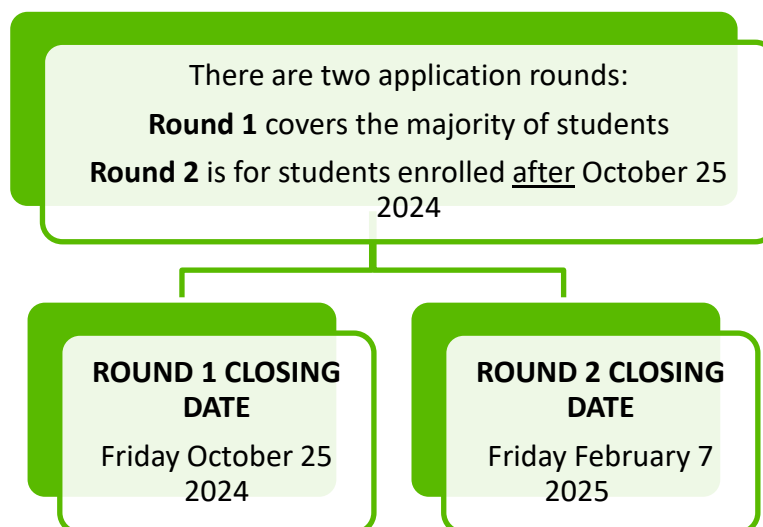 There are two application rounds:
Round 1 covers the majority of students
Round 2 is for students enrolled after October 25
2024
ROUND 1 CLOSING
DATE
Friday October 25
2024
ROUND 2 CLOSING
DATE
Friday February 7
2025